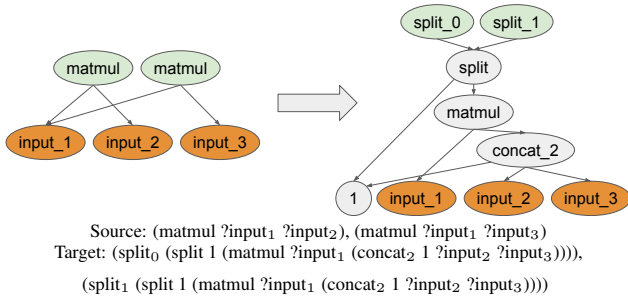 split_0 split_1
matmul matmul split
matmul
input_1 input_2 input_3 concat_2
1 input_1 input_2 input_3
Source: (matmul ?input₁ ?input₂), (matmul ?input₁ ?input₃)
Target: (split₀ (split 1 (matmul ?input₁ (concat₂ 1 ?input₂ ?input₃)))),
(split₁ (split 1 (matmul ?input₁ (concat₂ 1 ?input₂ ?input₃))))